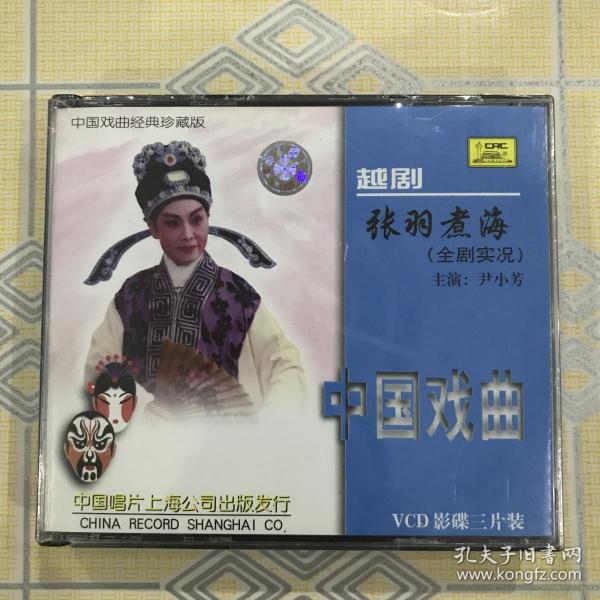 中国戏曲经典珍藏版
CRC
越剧
张羽煮海
(全剧实况)
主演：尹小芳
中国戏曲
中国唱片上海公司出版发行
CHINA RECORD SHANGHAI CO.
VCD 影碟三片装
孔夫子旧书网
www.kongfz.com